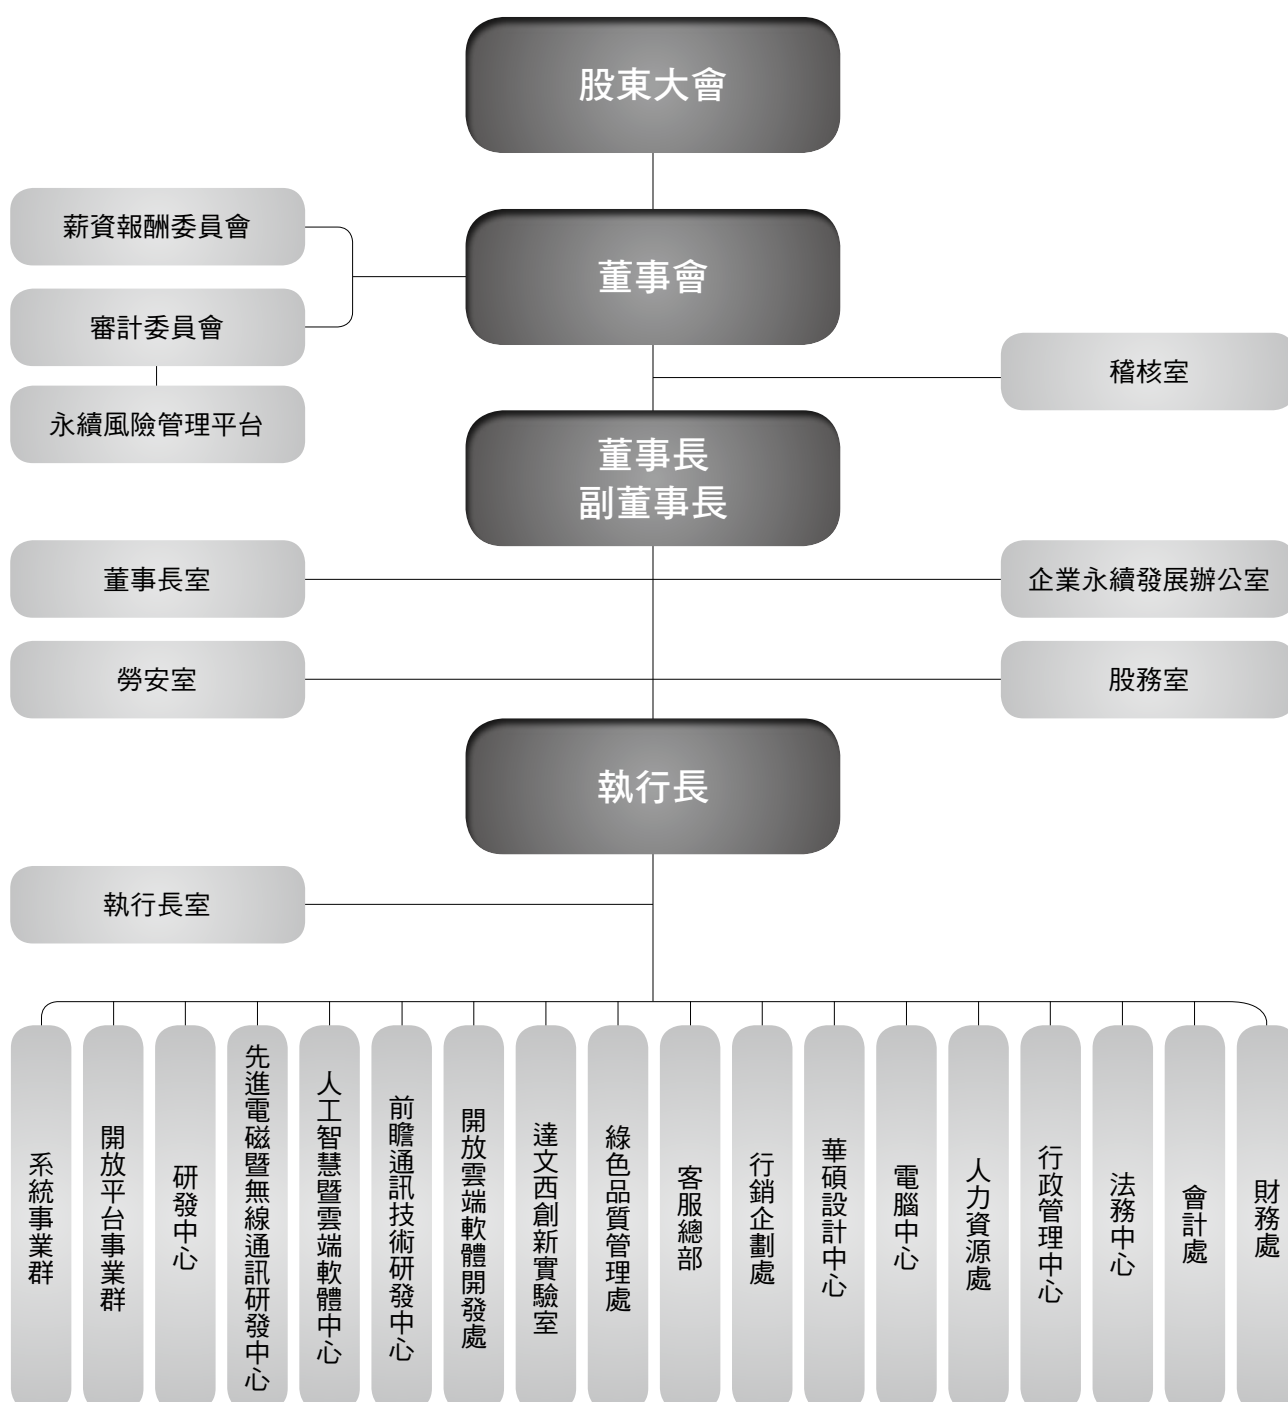 股東大會
薪資報酬委員會
董事會
審計委員會
稽核室
永續風險管理平台
董事長
副董事長
董事長室
企業永續發展辦公室
勞安室
股務室
執行長
執行長室
系統事業群
開放平台事業群
研發中心
先進電磁暨無線通訊研發中心
人工智慧暨雲端軟體中心
前瞻通訊技術研發中心
開放雲端軟體開發處
達文西創新實驗室
綠色品質管理處
客服總部
行銷企劃處
華碩設計中心
電腦中心
人力資源處
行政管理中心
法務中心
會計處
財務處